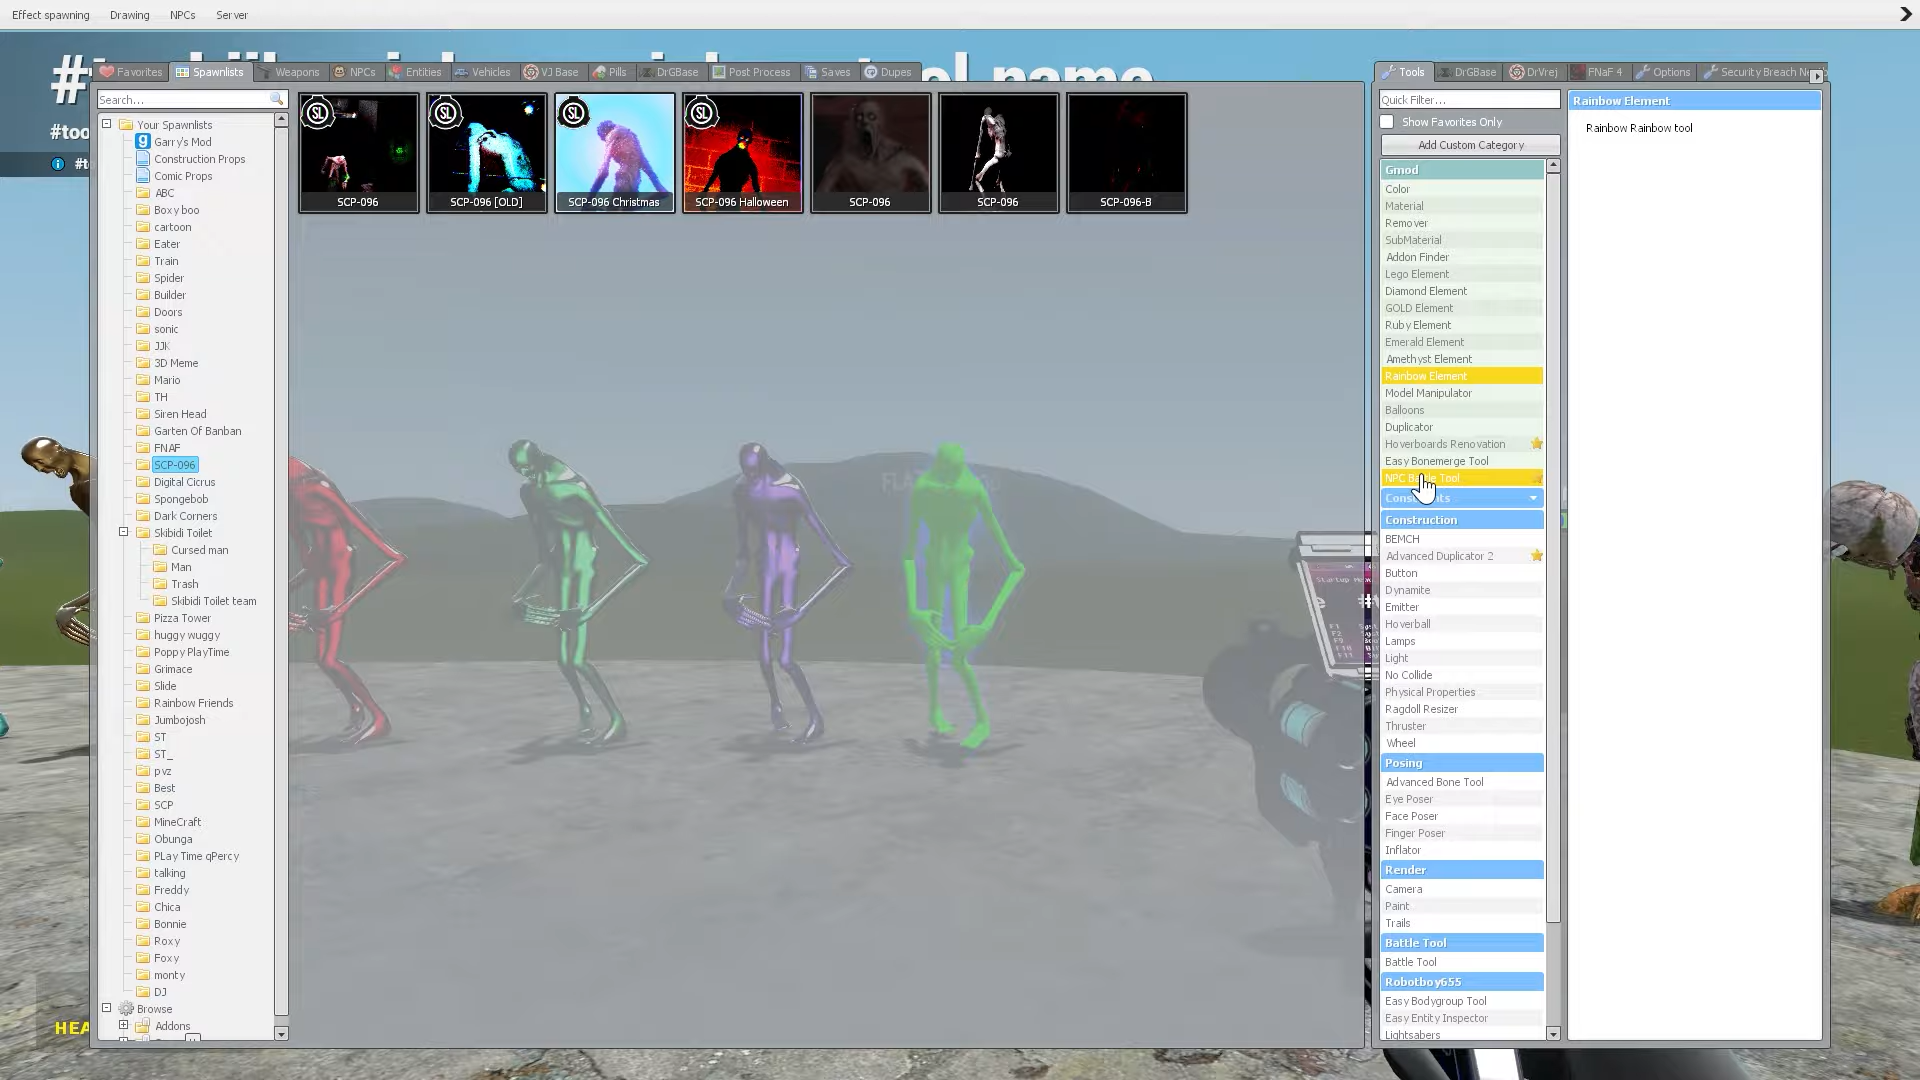 Effect spawning Drawing NPCs Server
Favorites Spawnlists Weapons NPCs Entities Vehicles VJ Base Pills DrGBase Post Process Saves Dupes
Search...
Your Spawnlists
Garry's Mod
Construction Props
Comic Props
ABC
Boxy boo
cartoon
Eater
Train
Spider
Builder
Doors
sonic
JJK
3D Meme
Mario
TH
Siren Head
Garten Of Banban
FNAF
SCP-096
Digital Cicrus
Spongebob
Dark Corners
Skibidi Toilet
Cursed man
Man
Trash
Skibidi Toilet team
Pizza Tower
huggy wuggy
Poppy PlayTime
Grimace
Slide
Rainbow Friends
Jumbojosh
ST
ST_
pvz
Best
SCP
MineCraft
Obunga
PLay Time qPercy
talking
Freddy
Chica
Bonnie
Roxy
Foxy
monty
DJ
Browse
Addons
SL SL SL SL
SCP-096 SCP-096 [OLD] SCP-096 Christmas SCP-096 Halloween SCP-096 SCP-096 SCP-096-B
Tools DrGBase DrVrej FNaF 4 Options Security Breach
Quick Filter...
Show Favorites Only
Add Custom Category
Gmod
Color
Material
Remover
SubMaterial
Addon Finder
Lego Element
Diamond Element
GOLD Element
Ruby Element
Emerald Element
Amethyst Element
Rainbow Element
Model Manipulator
Balloons
Duplicator
Hoverboards Renovation
Easy Bonemerge Tool
NPC Battle Tool
Constraints
Construction
BEMCH
Advanced Duplicator 2
Button
Dynamite
Emitter
Hoverball
Lamps
Light
No Collide
Physical Properties
Ragdoll Resizer
Thruster
Wheel
Posing
Advanced Bone Tool
Eye Poser
Face Poser
Finger Poser
Inflator
Render
Camera
Paint
Trails
Battle Tool
Battle Tool
Robotboy655
Easy Bodygroup Tool
Easy Entity Inspector
Lightsabers
Rainbow Element
Rainbow Rainbow tool
#too
HEA